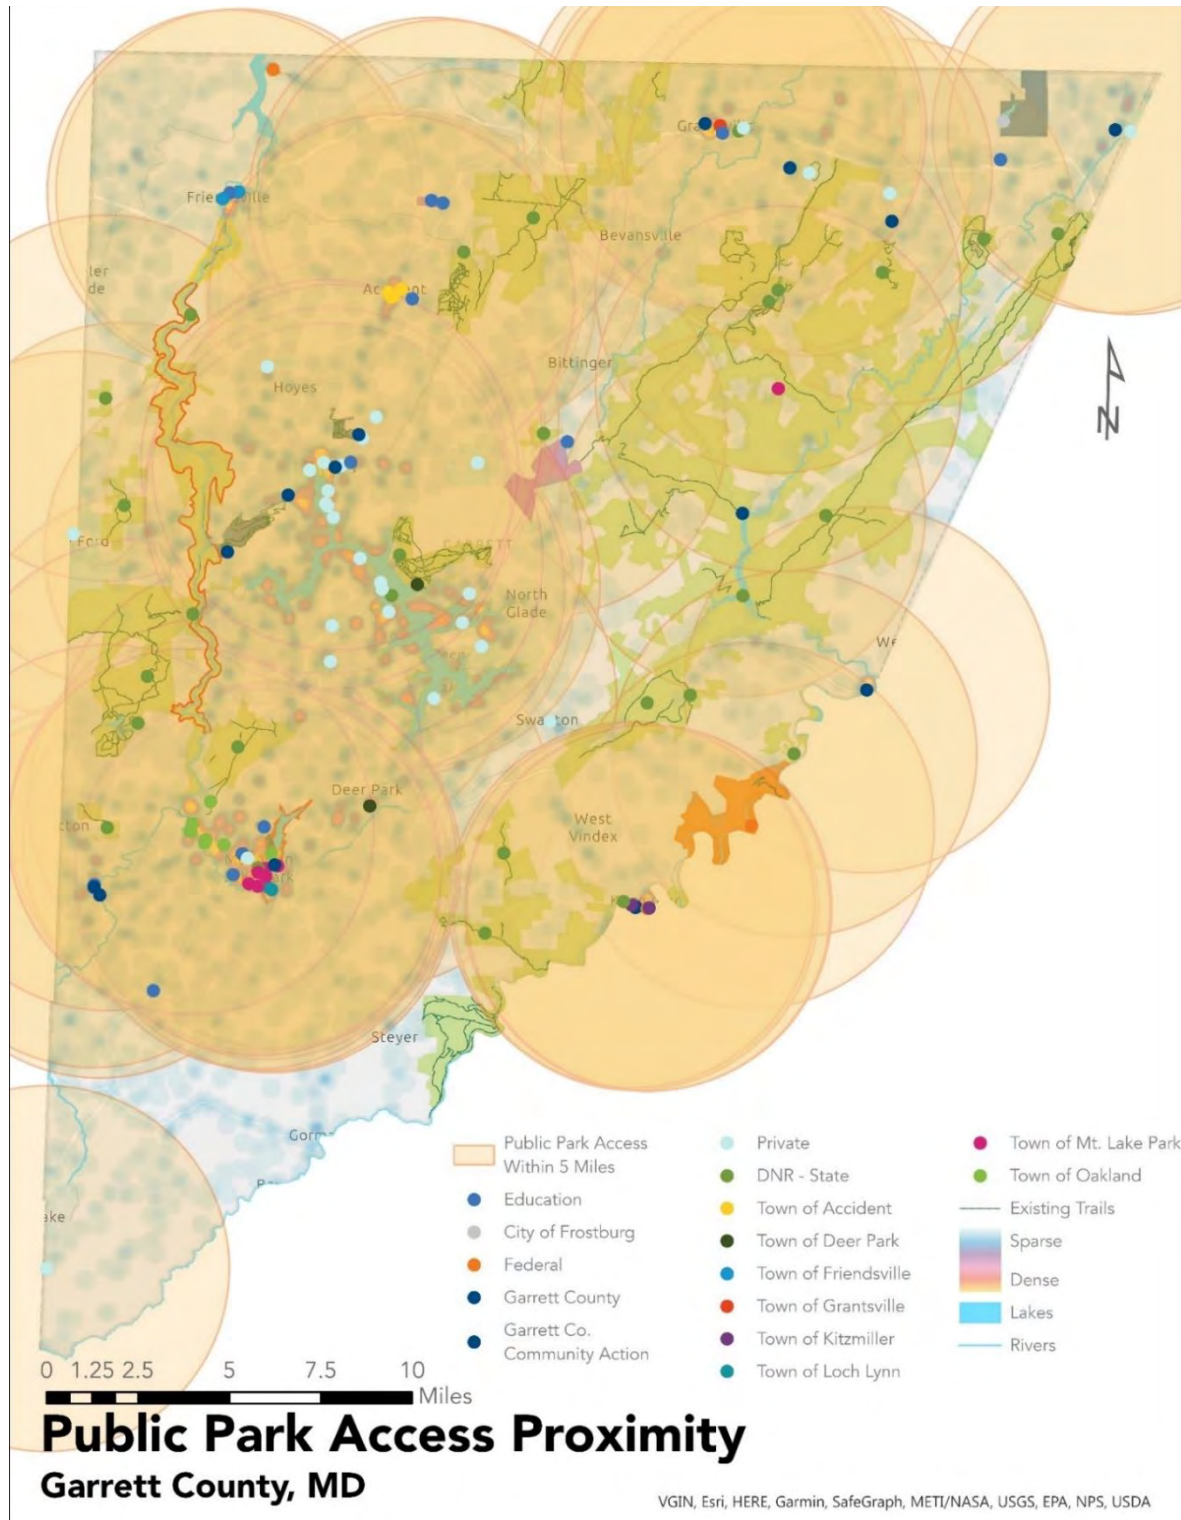 Friendsville
Bevansville
Bittinger
Hoyes
GARRETT
North
Glade
Swanton
Deer Park
West
Vindex
Steyer
Public Park Access
Within 5 Miles
Education
City of Frostburg
Federal
Garrett County
Garrett Co.
Community Action
Private
DNR - State
Town of Accident
Town of Deer Park
Town of Friendsville
Town of Grantsville
Town of Kitzmiller
Town of Loch Lynn
Town of Mt. Lake Park
Town of Oakland
Existing Trails
Sparse
Dense
Lakes
Rivers
0 1.25 2.5 5 7.5 10
Miles
Public Park Access Proximity
Garrett County, MD
VGIN, Esri, HERE, Garmin, SafeGraph, METI/NASA, USGS, EPA, NPS, USDA